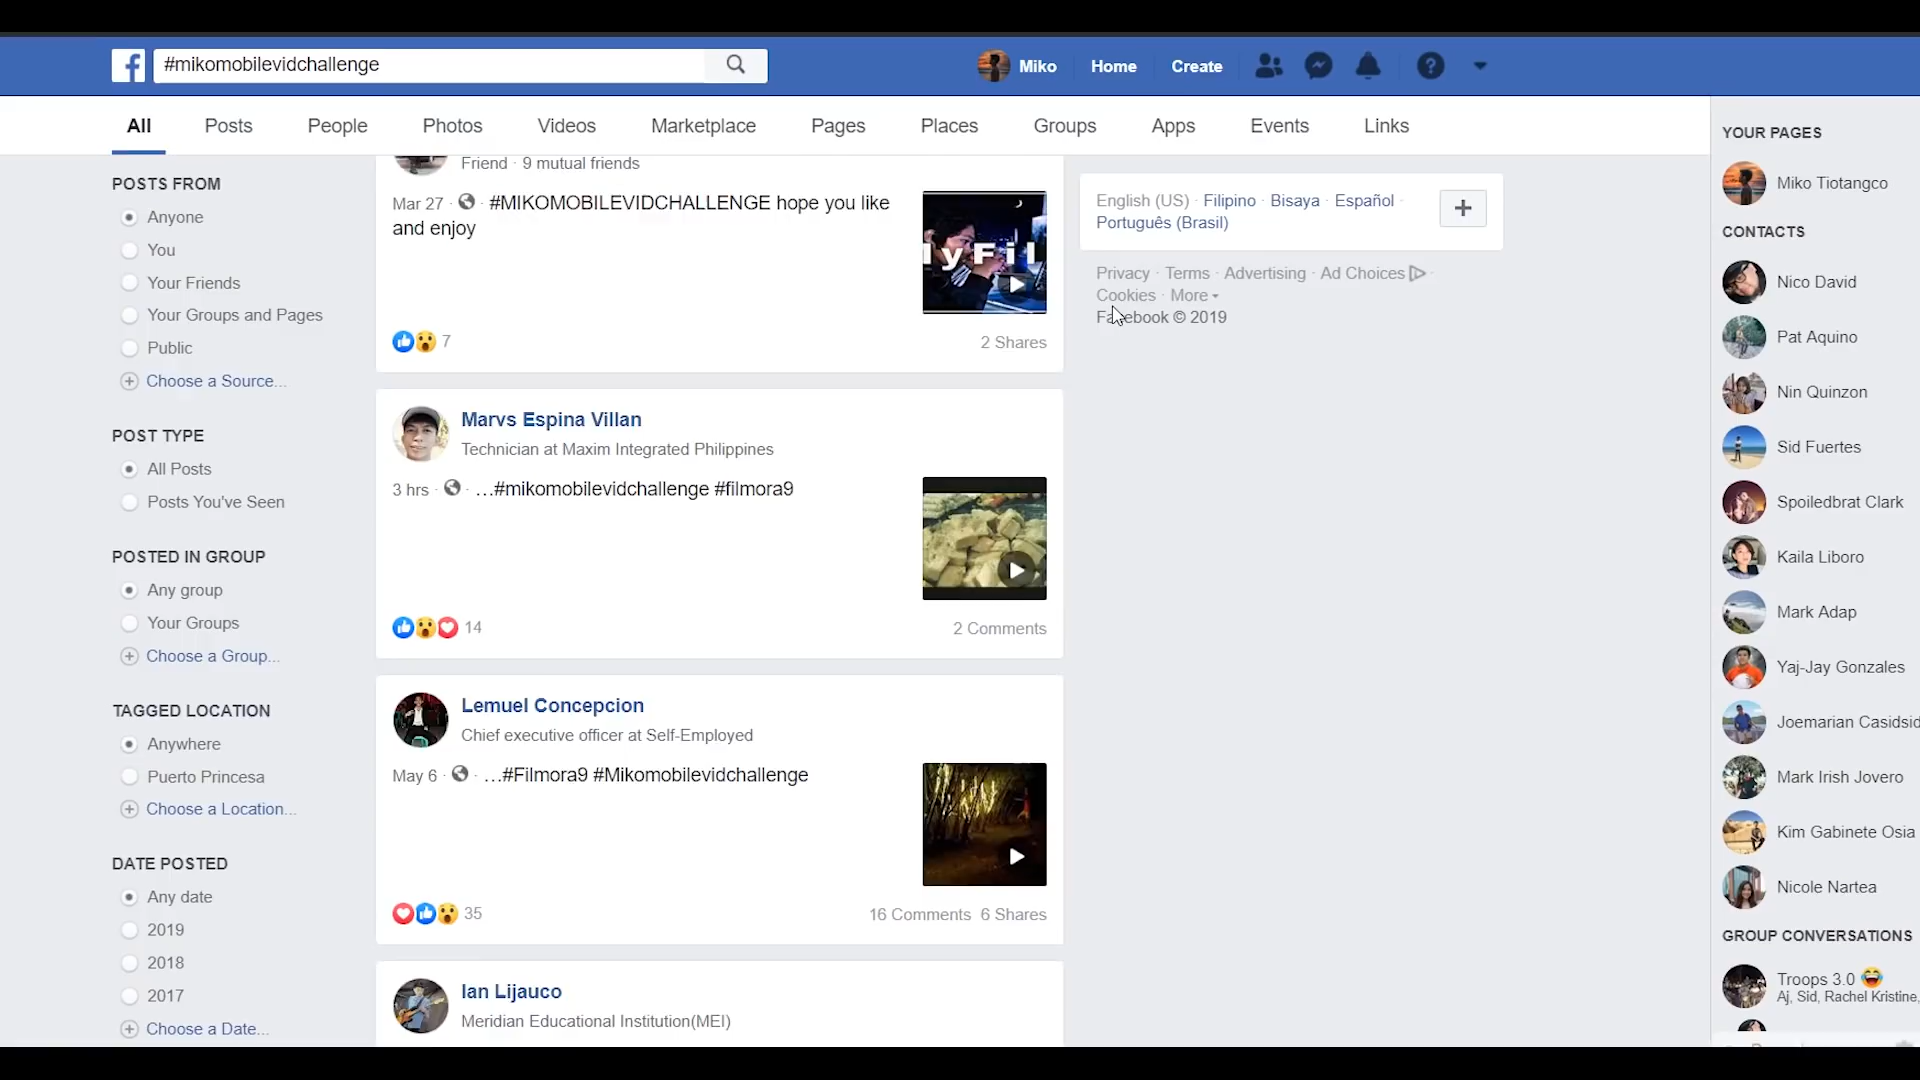 #mikomobilevidchallenge
Miko
Home
Create
All
Posts
People
Photos
Videos
Marketplace
Pages
Places
Groups
Apps
Events
Links
POSTS FROM
Anyone
You
Your Friends
Your Groups and Pages
Public
Choose a Source...
POST TYPE
All Posts
Posts You've Seen
POSTED IN GROUP
Any group
Your Groups
Choose a Group...
TAGGED LOCATION
Anywhere
Puerto Princesa
Choose a Location...
DATE POSTED
Any date
2019
2018
2017
Choose a Date...
Friend · 9 mutual friends
Mar 27 · #MIKOMOBILEVIDCHALLENGE hope you like
and enjoy
lyFil
7
2 Shares
Marvs Espina Villan
Technician at Maxim Integrated Philippines
3 hrs · ...#mikomobilevidchallenge #filmora9
14
2 Comments
Lemuel Concepcion
Chief executive officer at Self-Employed
May 6 · ...#Filmora9 #Mikomobilevidchallenge
35
16 Comments 6 Shares
Ian Lijauco
Meridian Educational Institution(MEI)
English (US) · Filipino · Bisaya · Español ·
Português (Brasil)
Privacy · Terms · Advertising · Ad Choices ·
Cookies · More
Facebook © 2019
YOUR PAGES
Miko Tiotangco
CONTACTS
Nico David
Pat Aquino
Nin Quinzon
Sid Fuertes
Spoiledbrat Clark
Kaila Liboro
Mark Adap
Yaj-Jay Gonzales
Joemarian Casidsid
Mark Irish Jovero
Kim Gabinete Osia
Nicole Nartea
GROUP CONVERSATIONS
Troops 3.0 😂
Aj, Sid, Rachel Kristine,